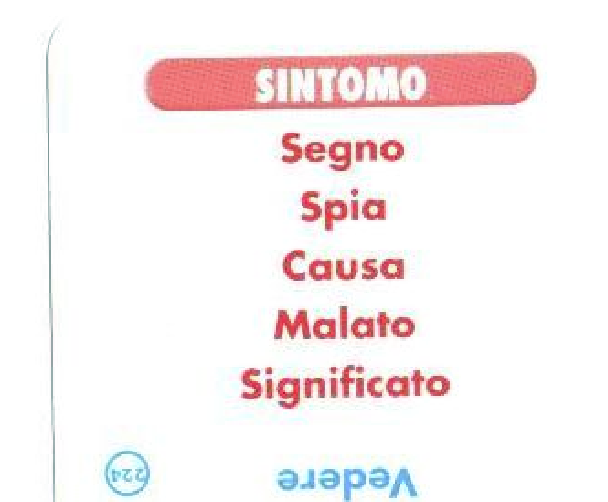 SINTOMO
Segno
Spia
Causa
Malato
Significato
224
Vedere